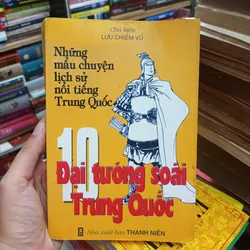 Chủ biên
LƯU CHIẾM VŨ
Những
mẩu chuyện
lịch sử
nổi tiếng
Trung Quốc
10
Đại tướng soái
Trung Quốc
Nhà xuất bản THANH NIÊN